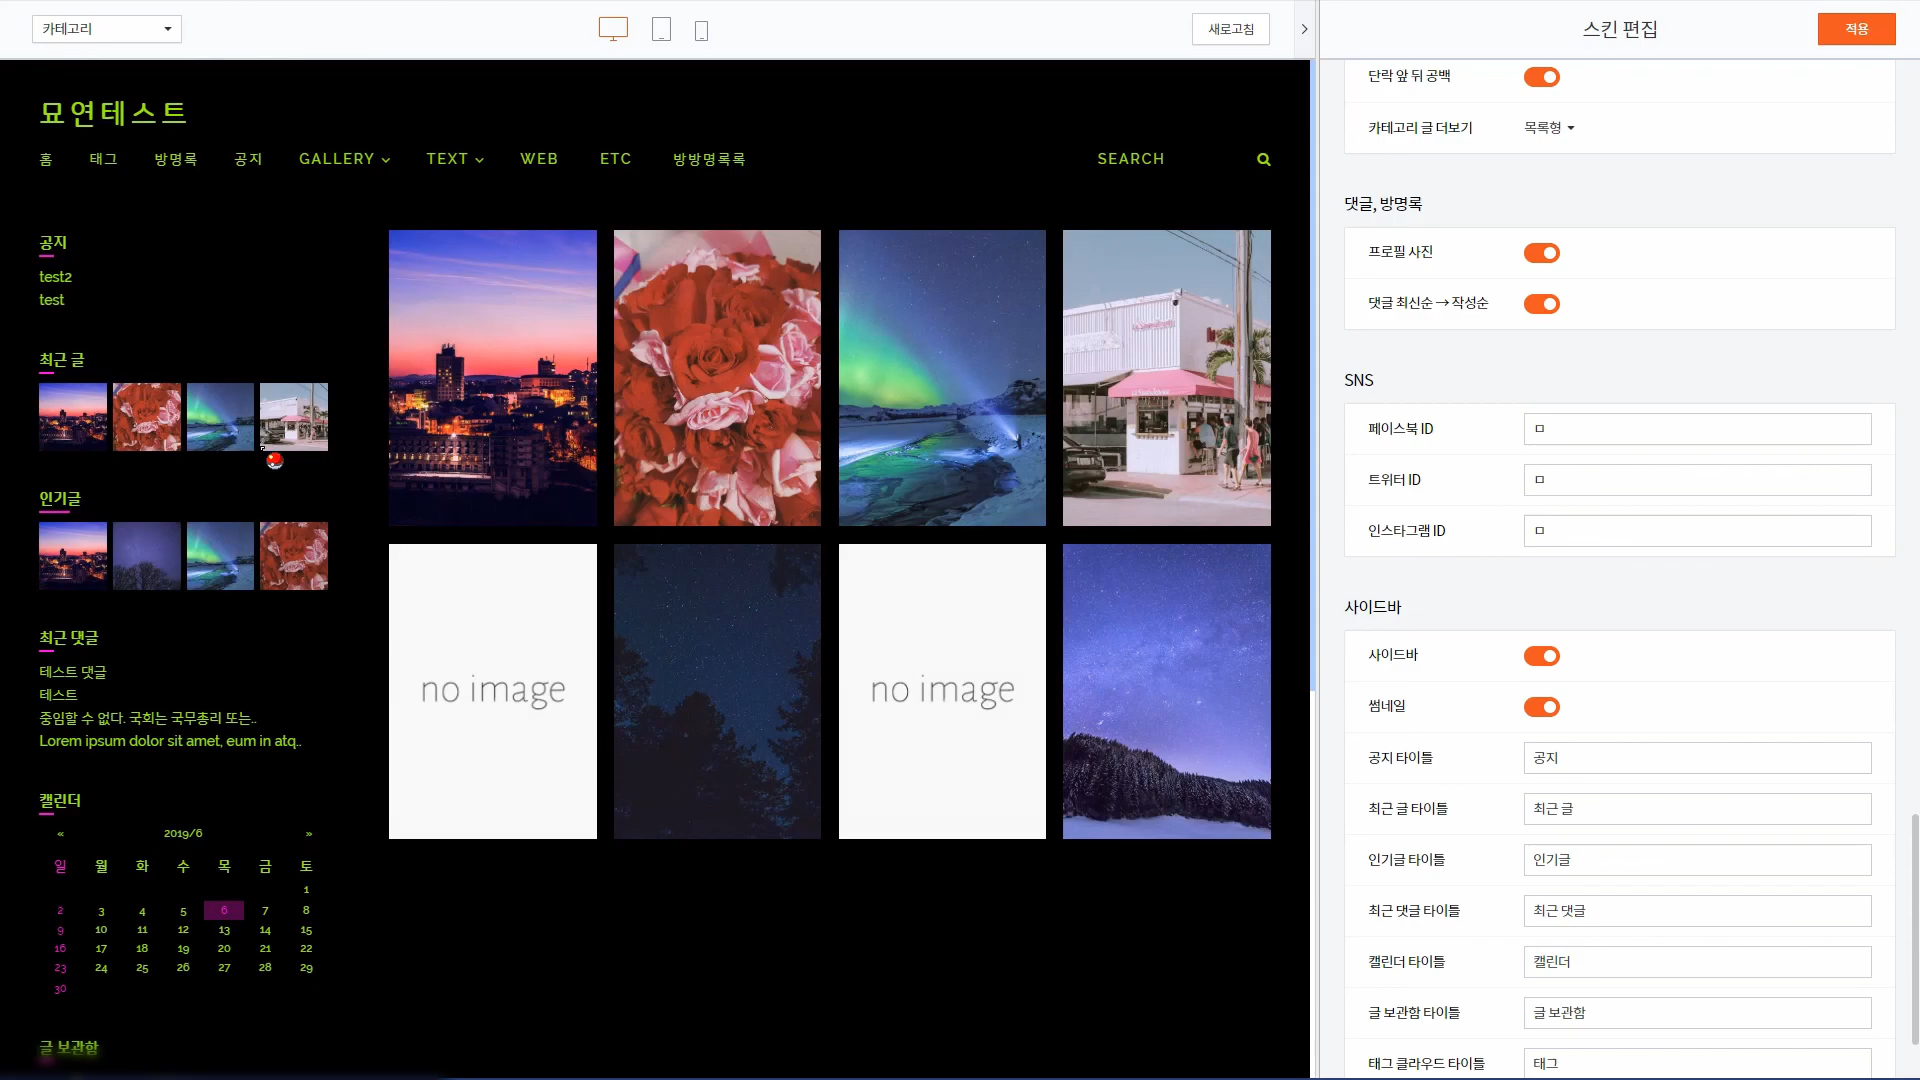 카테고리
새로고침
스킨 편집
적용
묘연테스트
홈 태그 방명록 공지 GALLERY TEXT WEB ETC 방방명록록 SEARCH
공지
test2
test
최근 글
인기글
최근 댓글
테스트 댓글
테스트
중임할 수 없다. 국회는 국무총리 또는..
Lorem ipsum dolor sit amet, eum in atq..
캘린더
« 2019/6 »
일 월 화 수 목 금 토
1
2 3 4 5 6 7 8
9 10 11 12 13 14 15
16 17 18 19 20 21 22
23 24 25 26 27 28 29
30
글 보관함
no image
no image
단락 앞 뒤 공백
카테고리 글 더보기 목록형
댓글, 방명록
프로필 사진
댓글 최신순 → 작성순
SNS
페이스북 ID ㅁ
트위터 ID ㅁ
인스타그램 ID ㅁ
사이드바
사이드바
썸네일
공지 타이틀 공지
최근 글 타이틀 최근 글
인기글 타이틀 인기글
최근 댓글 타이틀 최근 댓글
캘린더 타이틀 캘린더
글 보관함 타이틀 글 보관함
태그 클라우드 타이틀 태그